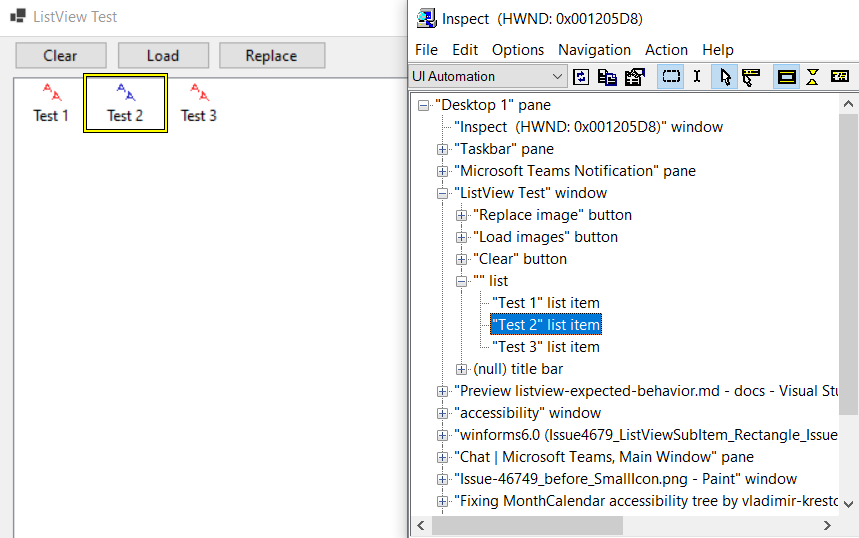 ListView Test
Clear
Load
Replace
Test 1
Test 2
Test 3
Inspect (HWND: 0x001205D8)
File Edit Options Navigation Action Help
UI Automation
"Desktop 1" pane
"Inspect (HWND: 0x001205D8)" window
"Taskbar" pane
"Microsoft Teams Notification" pane
"ListView Test" window
"Replace image" button
"Load images" button
"Clear" button
"" list
"Test 1" list item
"Test 2" list item
"Test 3" list item
(null) title bar
"Preview listview-expected-behavior.md - docs - Visual Stu
"accessibility" window
"winforms6.0 (Issue4679_ListViewSubItem_Rectangle_Issue
"Chat | Microsoft Teams, Main Window" pane
"Issue-46749_before_SmallIcon.png - Paint" window
"Fixing MonthCalendar accessibility tree by vladimir-kresto